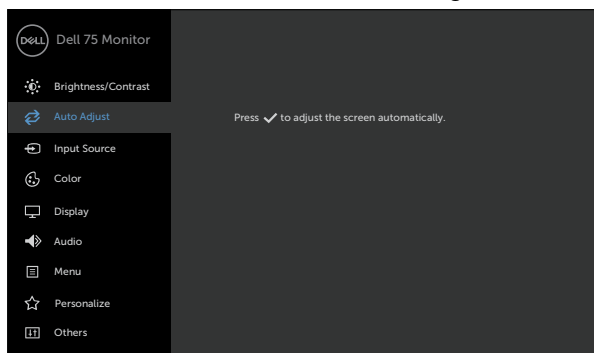 DELL
Dell 75 Monitor
Brightness/Contrast
Auto Adjust
Press ✓ to adjust the screen automatically.
Input Source
Color
Display
Audio
Menu
Personalize
Others